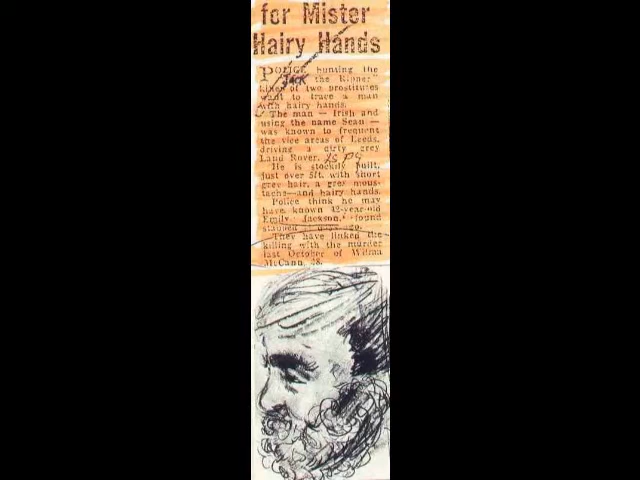 for Mister
Hairy Hands
POLICE hunting the
"Jack the Ripper"
killer of two prostitutes
want to trace a man
with hairy hands.
The man — Irish and
using the name Sean —
was known to frequent
the vice areas of Leeds,
driving a dirty grey
Land Rover.
He is stockily built,
just over 5ft. with short
grey hair, a grey mous-
tache—and hairy hands.
Police think he may
have known 42-year-old
Emily Jackson, found
stabbed days ago.
They have linked the
killing with the murder
last October of Wilma
McCann, 28.